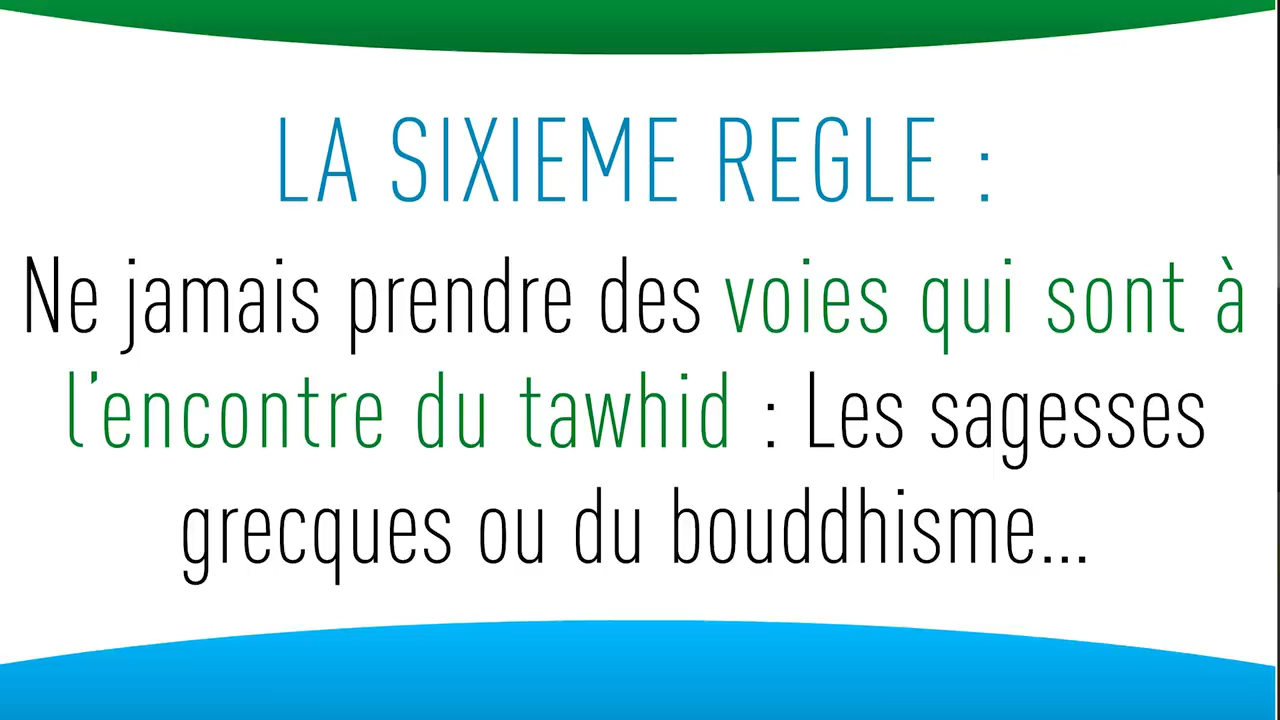 LA SIXIEME REGLE :
Ne jamais prendre des voies qui sont à
l'encontre du tawhid : Les sagesses
grecques ou du bouddhisme...